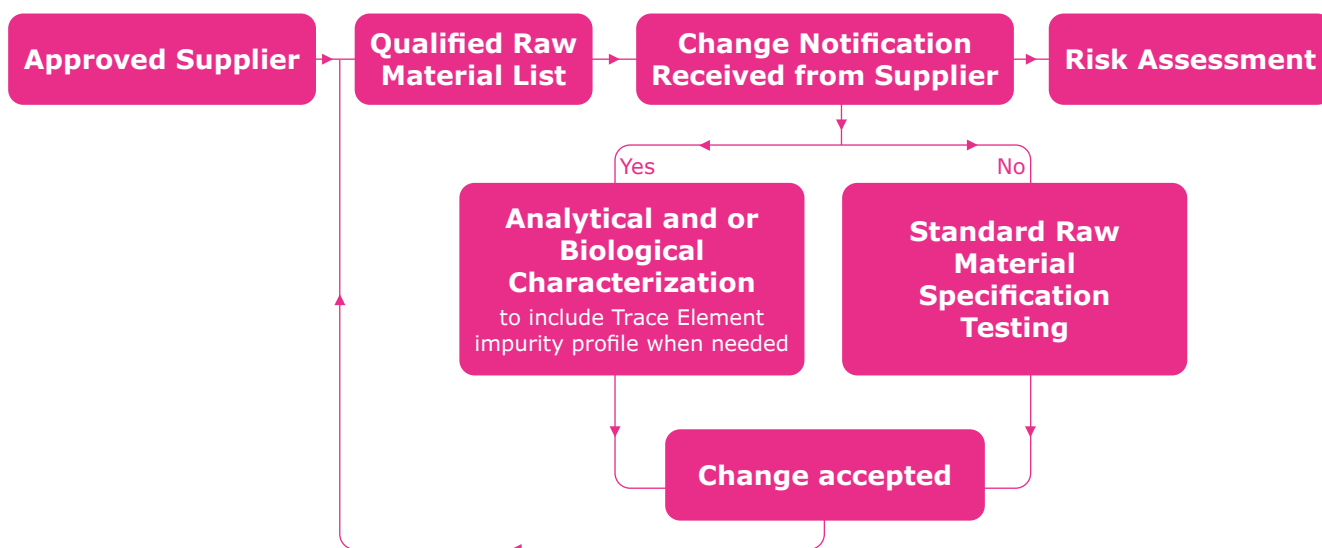 Approved Supplier
Qualified Raw
Material List
Change Notification
Received from Supplier
Risk Assessment
Yes
No
Analytical and or
Biological
Characterization
to include Trace Element
impurity profile when needed
Standard Raw
Material
Specification
Testing
Change accepted